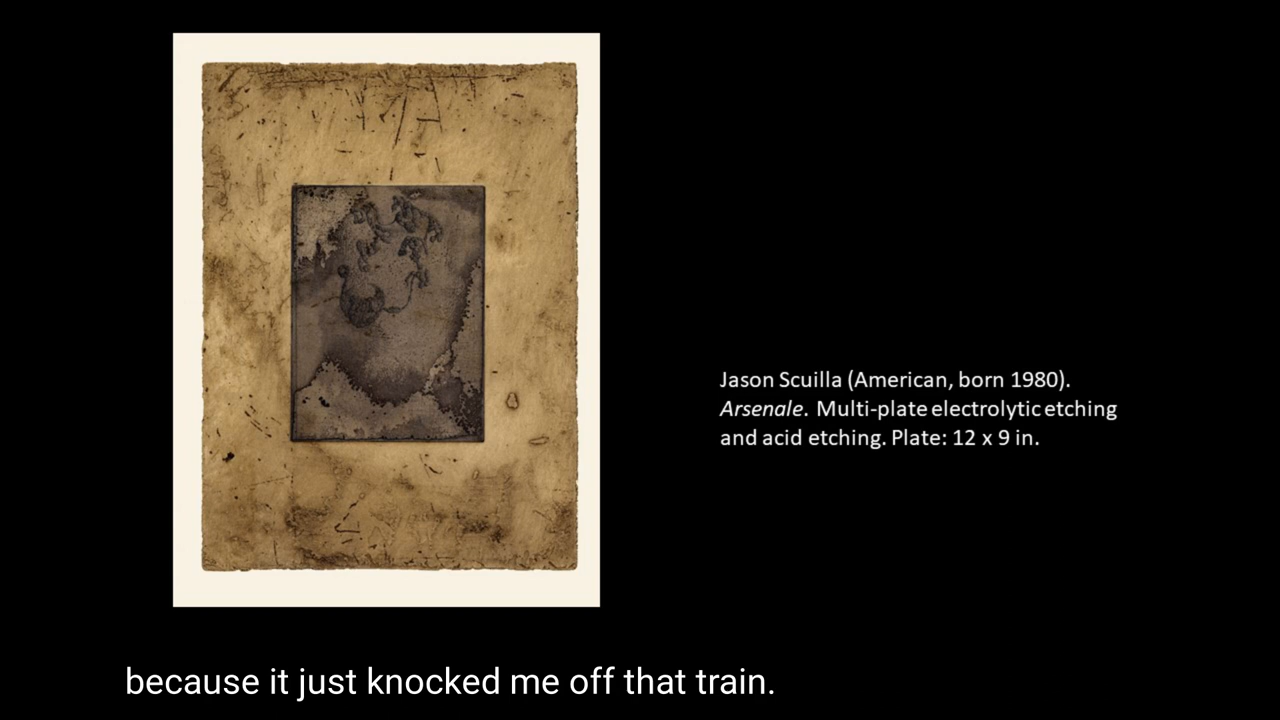 Jason Scuilla (American, born 1980).
Arsenale. Multi-plate electrolytic etching
and acid etching. Plate: 12 x 9 in.
because it just knocked me off that train.